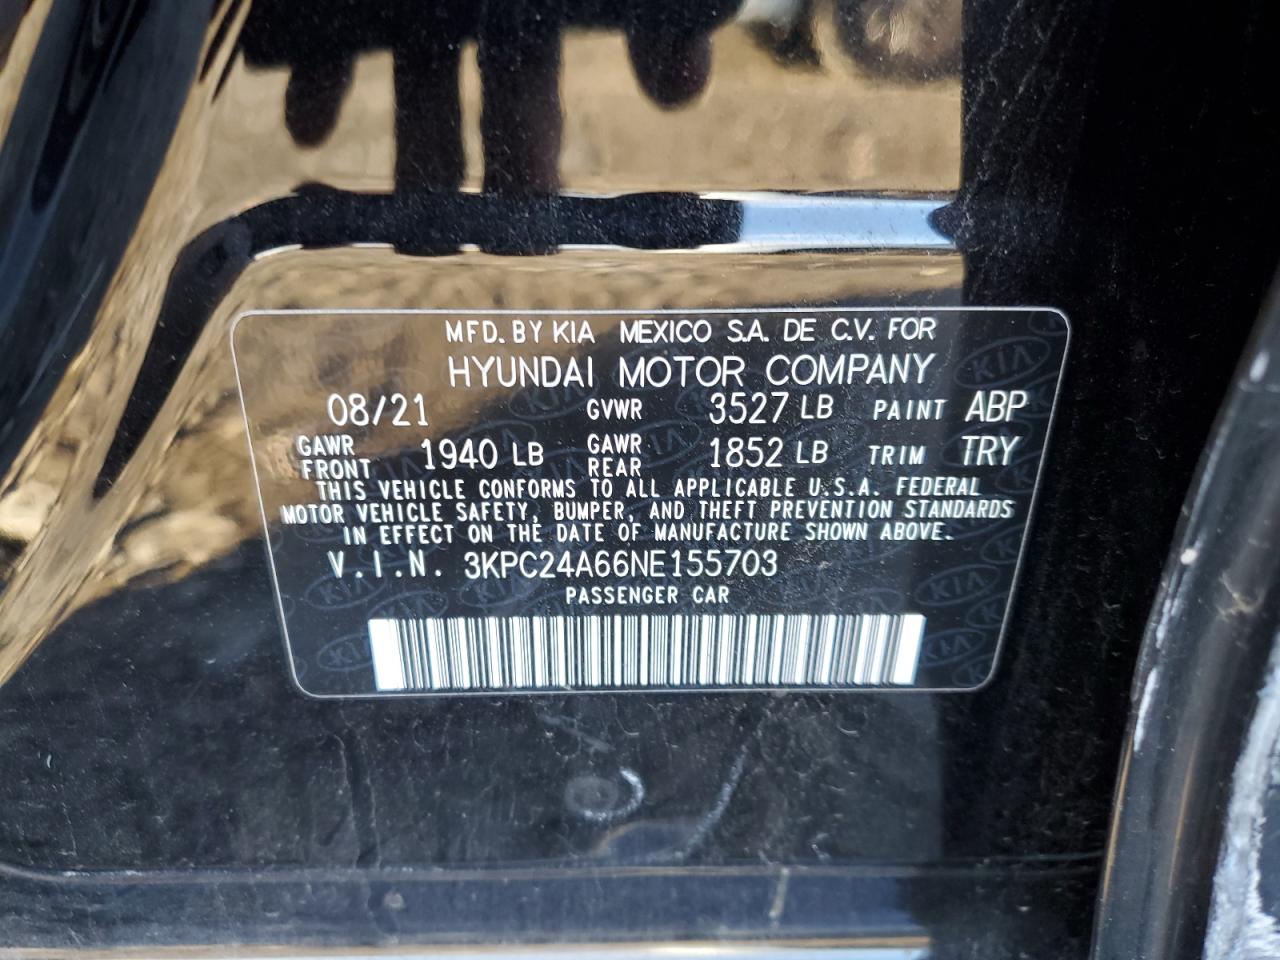 MFD. BY KIA MEXICO S.A. DE C.V. FOR
HYUNDAI MOTOR COMPANY
08/21 GVWR 3527 LB PAINT ABP
GAWR FRONT 1940 LB GAWR REAR 1852 LB TRIM TRY
THIS VEHICLE CONFORMS TO ALL APPLICABLE U.S.A. FEDERAL
MOTOR VEHICLE SAFETY, BUMPER, AND THEFT PREVENTION STANDARDS
IN EFFECT ON THE DATE OF MANUFACTURE SHOWN ABOVE.
V.I.N. 3KPC24A66NE155703
PASSENGER CAR